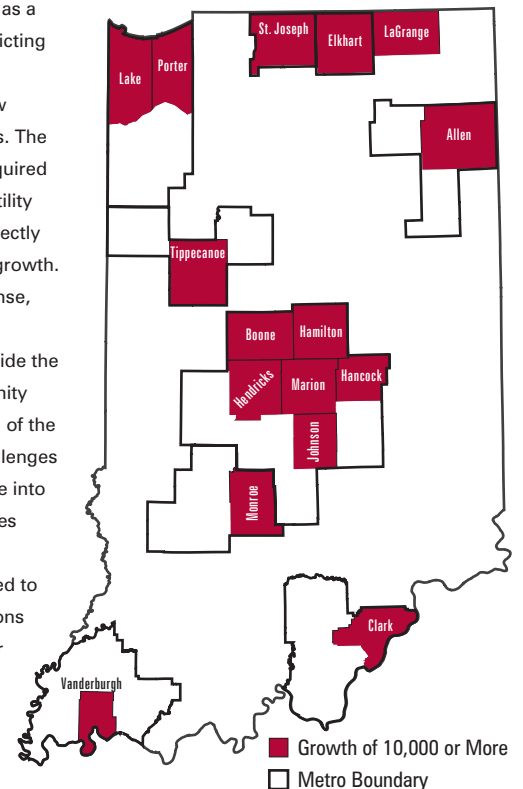 as a
icting
w
s. The
quired
tility
ectly
growth.
nse,
ide the
nity
of the
lenges
e into
es
ed to
ons
r
St. Joseph
Elkhart
LaGrange
Lake
Porter
Allen
Tippecanoe
Boone
Hamilton
Hendricks
Marion
Hancock
Johnson
Monroe
Clark
Vanderburgh
Growth of 10,000 or More
Metro Boundary